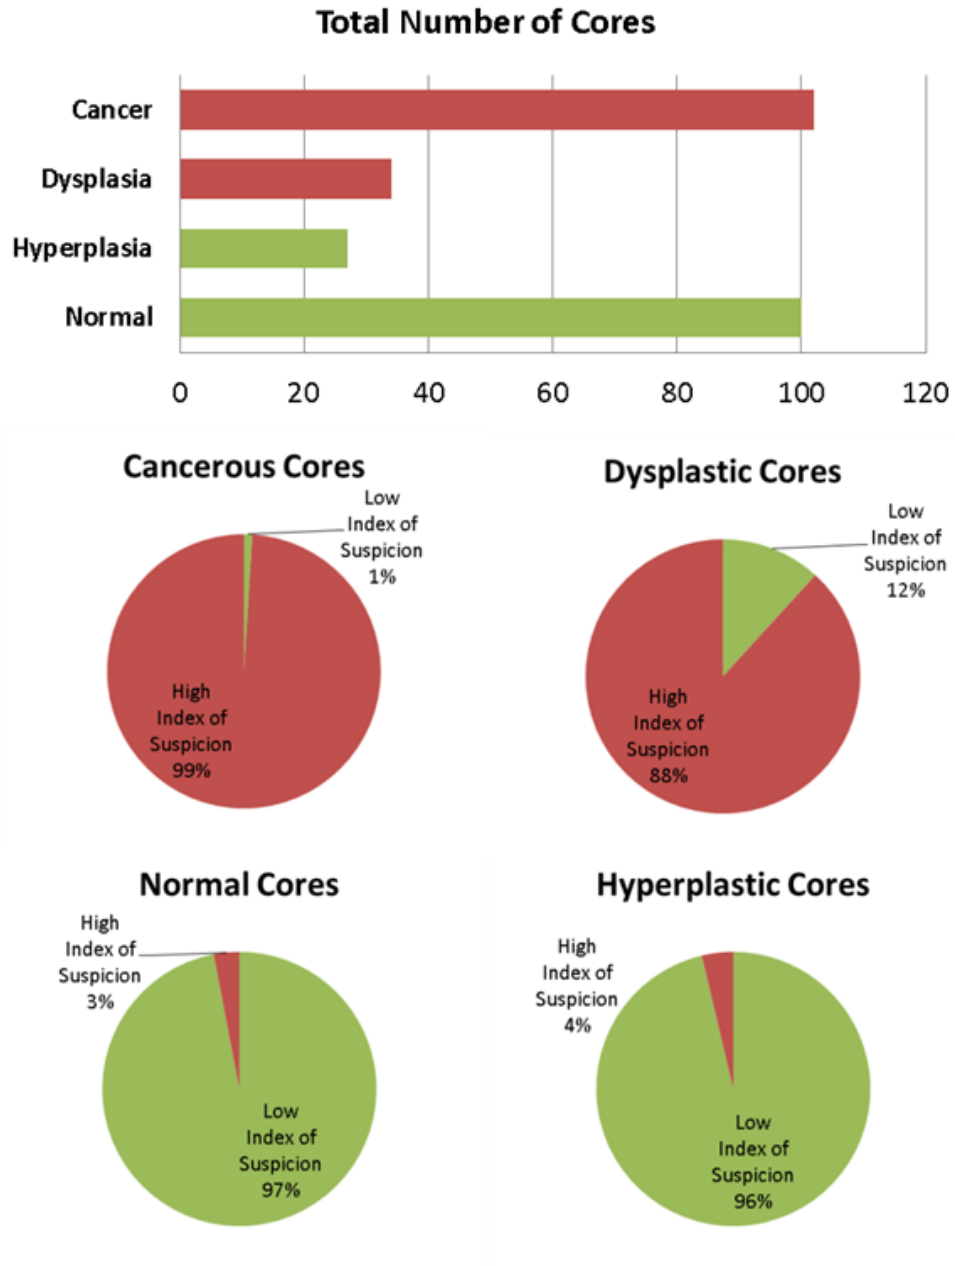 Total Number of Cores
Cancer
Dysplasia
Hyperplasia
Normal
0 20 40 60 80 100 120
Cancerous Cores
Low
Index of
Suspicion
1%
High
Index of
Suspicion
99%
Dysplastic Cores
Low
Index of
Suspicion
12%
High
Index of
Suspicion
88%
Normal Cores
High
Index of
Suspicion
3%
Low
Index of
Suspicion
97%
Hyperplastic Cores
High
Index of
Suspicion
4%
Low
Index of
Suspicion
96%